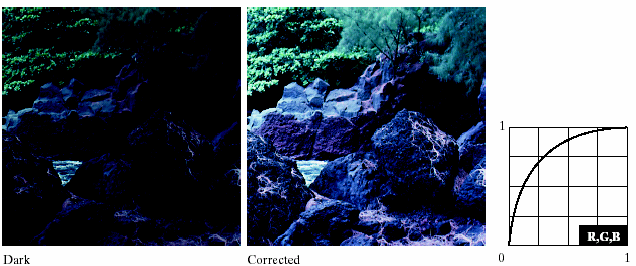 Dark
Corrected
1
R,G,B
0
1